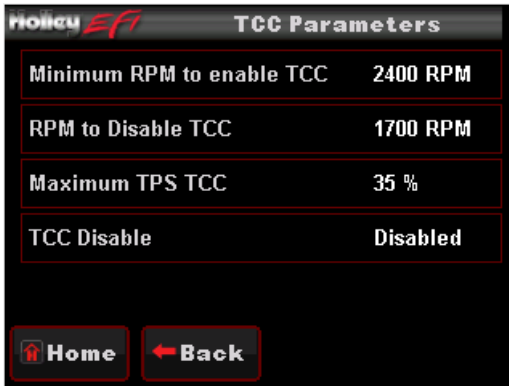 Holley EFI TCC Parameters
Minimum RPM to enable TCC 2400 RPM
RPM to Disable TCC 1700 RPM
Maximum TPS TCC 35 %
TCC Disable Disabled
Home Back